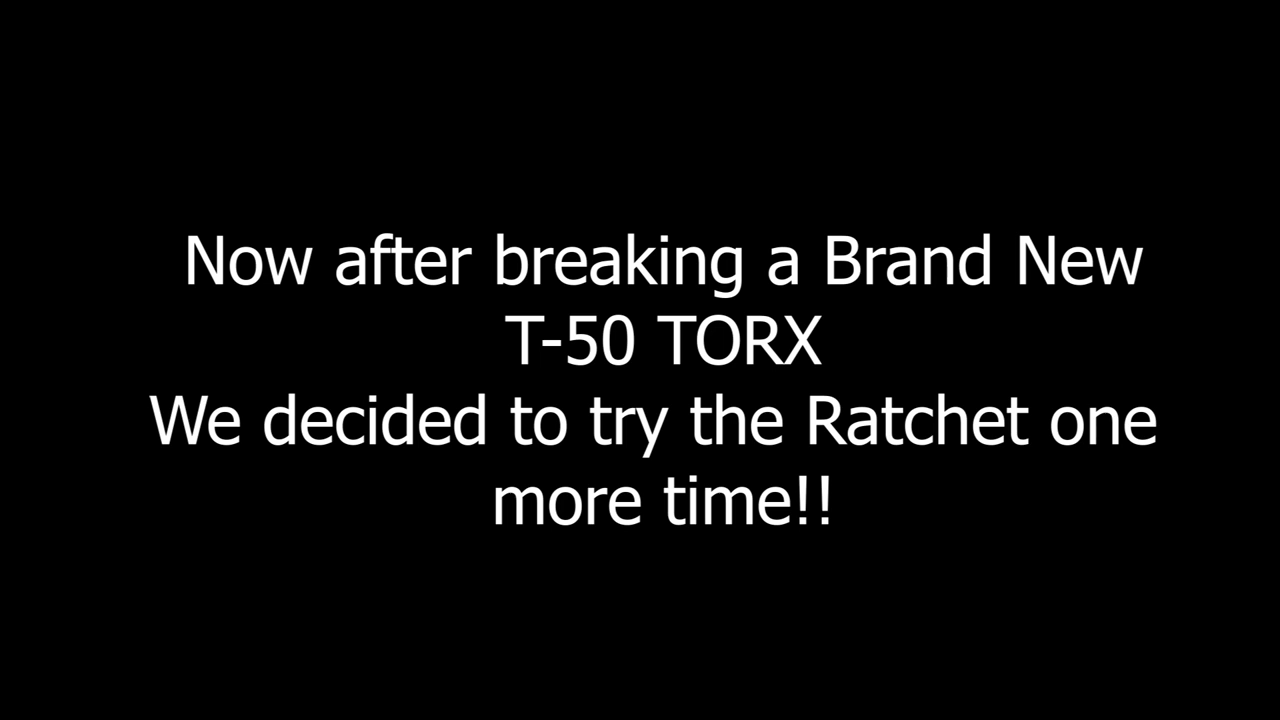 Now after breaking a Brand New
T-50 TORX
We decided to try the Ratchet one
more time!!